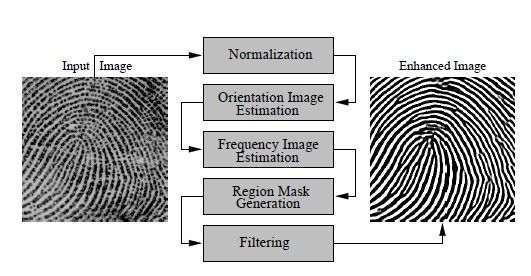 Input Image
Normalization
Enhanced Image
Orientation Image
Estimation
Frequency Image
Estimation
Region Mask
Generation
Filtering